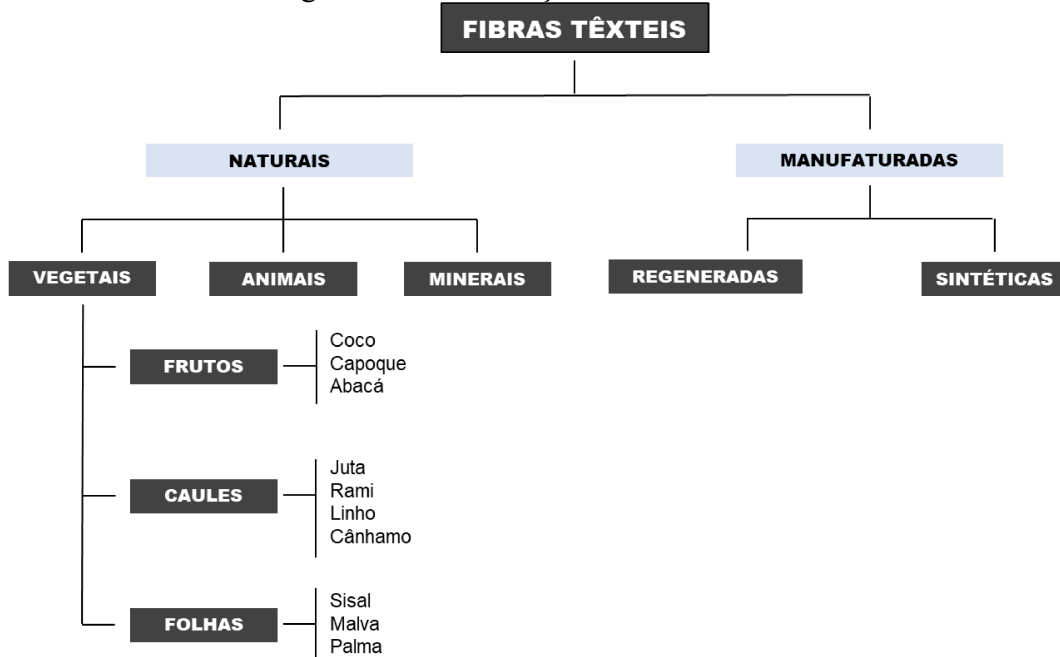 FIBRAS TÊXTEIS
NATURAIS
MANUFATURADAS
VEGETAIS
ANIMAIS
MINERAIS
REGENERADAS
SINTÉTICAS
FRUTOS
Coco
Capoque
Abacá
CAULES
Juta
Rami
Linho
Cânhamo
FOLHAS
Sisal
Malva
Palma